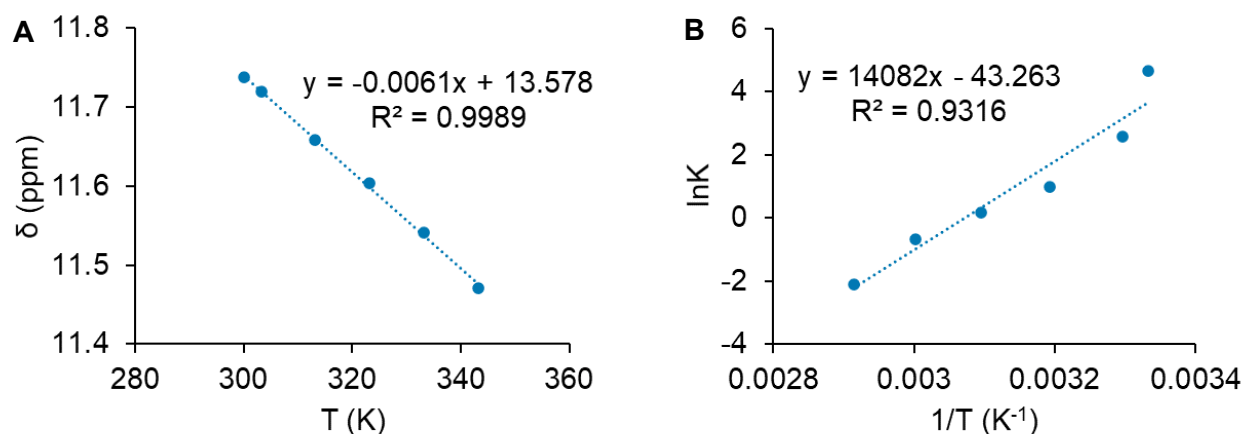 A
δ (ppm)
11.8
11.7
11.6
11.5
11.4
y = -0.0061x + 13.578
R² = 0.9989
280
300
320
340
360
T (K)
B
lnK
6
4
2
0
-2
-4
y = 14082x - 43.263
R² = 0.9316
0.0028
0.003
0.0032
0.0034
1/T (K⁻¹)